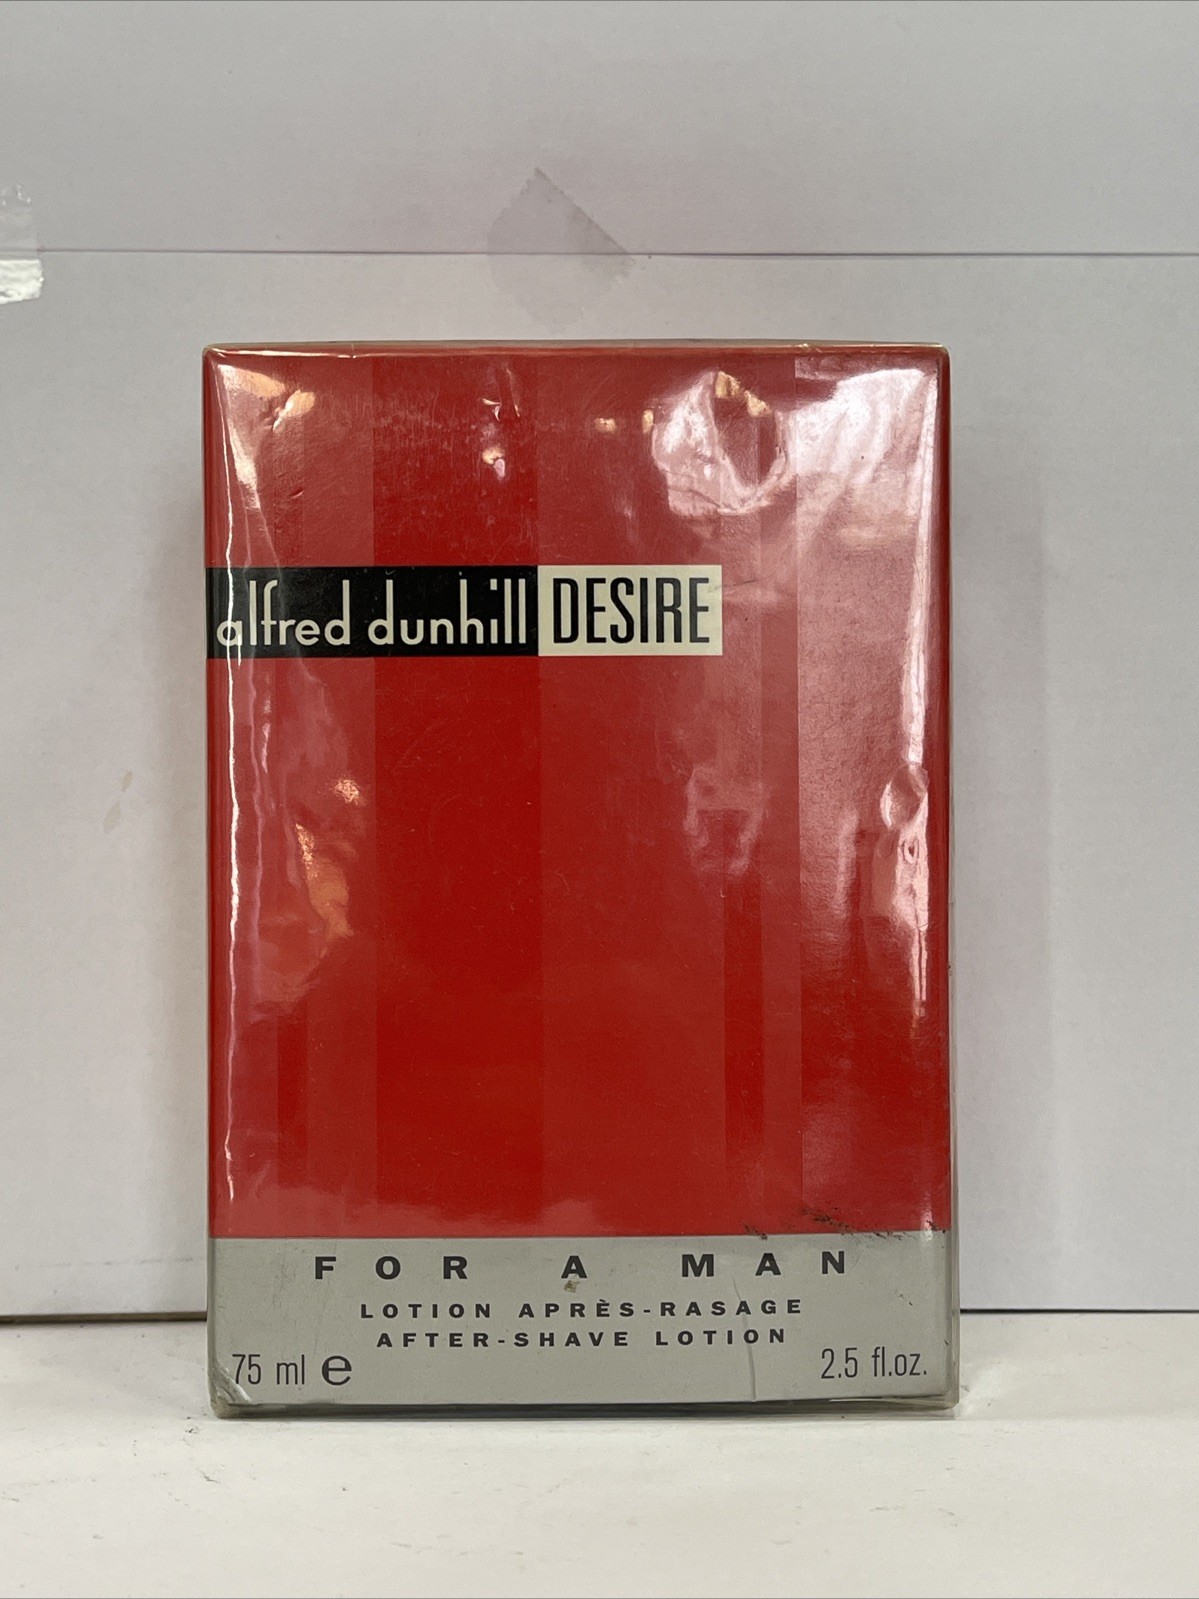 alfred dunhill DESIRE
FOR A MAN
LOTION APRÈS-RASAGE
AFTER-SHAVE LOTION
75 ml e 2.5 fl.oz.